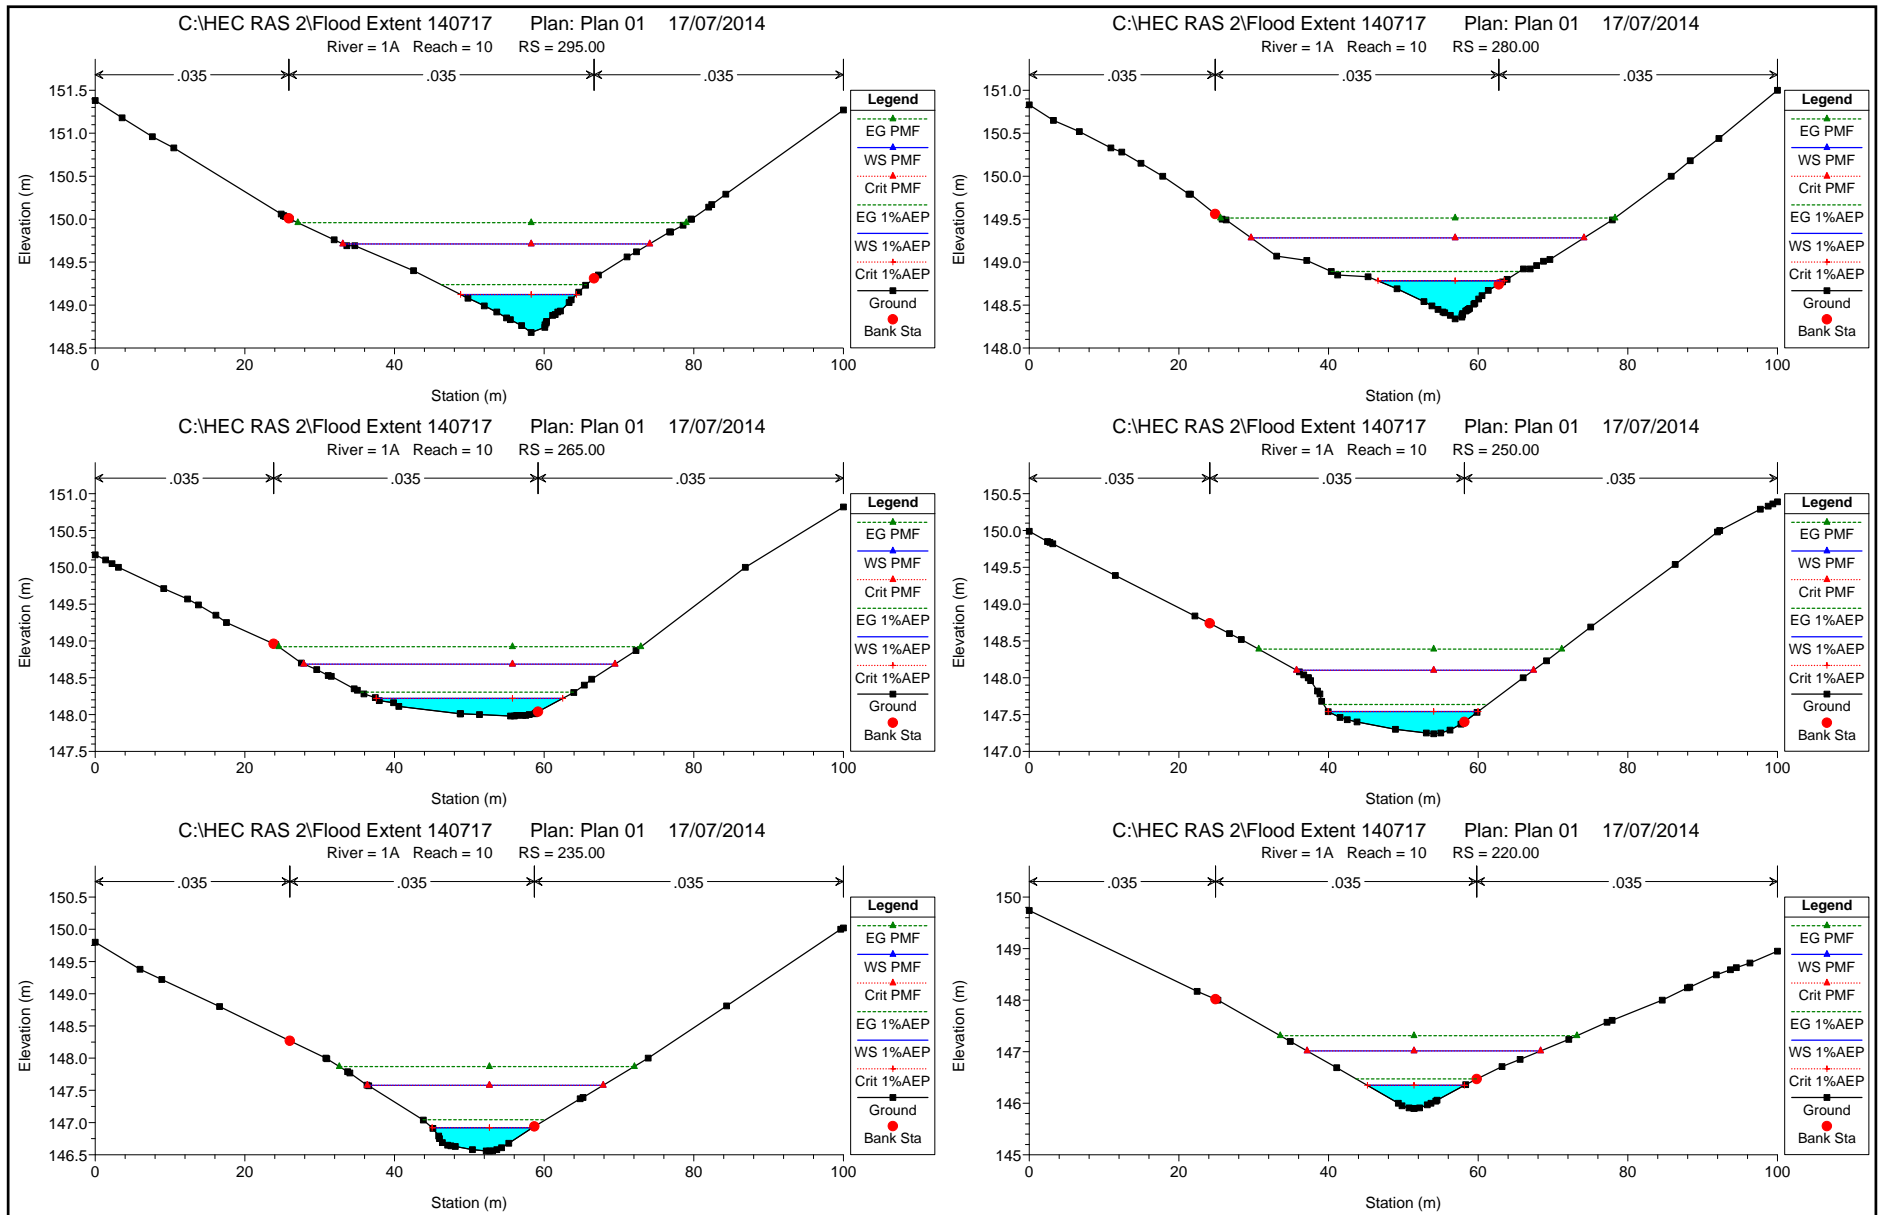 C:\HEC RAS 2\Flood Extent 140717 Plan: Plan 01 17/07/2014
River = 1A Reach = 10 RS = 295.00
.035 .035 .035
151.5
151.0
150.5
150.0
149.5
149.0
148.5
Elevation (m)
0 20 40 60 80 100
Station (m)
Legend
EG PMF
WS PMF
Crit PMF
EG 1%AEP
WS 1%AEP
Crit 1%AEP
Ground
Bank Sta
C:\HEC RAS 2\Flood Extent 140717 Plan: Plan 01 17/07/2014
River = 1A Reach = 10 RS = 280.00
.035 .035 .035
151.0
150.5
150.0
149.5
149.0
148.5
148.0
Elevation (m)
0 20 40 60 80 100
Station (m)
Legend
EG PMF
WS PMF
Crit PMF
EG 1%AEP
WS 1%AEP
Crit 1%AEP
Ground
Bank Sta
C:\HEC RAS 2\Flood Extent 140717 Plan: Plan 01 17/07/2014
River = 1A Reach = 10 RS = 265.00
.035 .035 .035
151.0
150.5
150.0
149.5
149.0
148.5
148.0
147.5
Elevation (m)
0 20 40 60 80 100
Station (m)
Legend
EG PMF
WS PMF
Crit PMF
EG 1%AEP
WS 1%AEP
Crit 1%AEP
Ground
Bank Sta
C:\HEC RAS 2\Flood Extent 140717 Plan: Plan 01 17/07/2014
River = 1A Reach = 10 RS = 250.00
.035 .035 .035
150.5
150.0
149.5
149.0
148.5
148.0
147.5
147.0
Elevation (m)
0 20 40 60 80 100
Station (m)
Legend
EG PMF
WS PMF
Crit PMF
EG 1%AEP
WS 1%AEP
Crit 1%AEP
Ground
Bank Sta
C:\HEC RAS 2\Flood Extent 140717 Plan: Plan 01 17/07/2014
River = 1A Reach = 10 RS = 235.00
.035 .035 .035
150.5
150.0
149.5
149.0
148.5
148.0
147.5
147.0
146.5
Elevation (m)
0 20 40 60 80 100
Station (m)
Legend
EG PMF
WS PMF
Crit PMF
EG 1%AEP
WS 1%AEP
Crit 1%AEP
Ground
Bank Sta
C:\HEC RAS 2\Flood Extent 140717 Plan: Plan 01 17/07/2014
River = 1A Reach = 10 RS = 220.00
.035 .035 .035
150
149
148
147
146
145
Elevation (m)
0 20 40 60 80 100
Station (m)
Legend
EG PMF
WS PMF
Crit PMF
EG 1%AEP
WS 1%AEP
Crit 1%AEP
Ground
Bank Sta